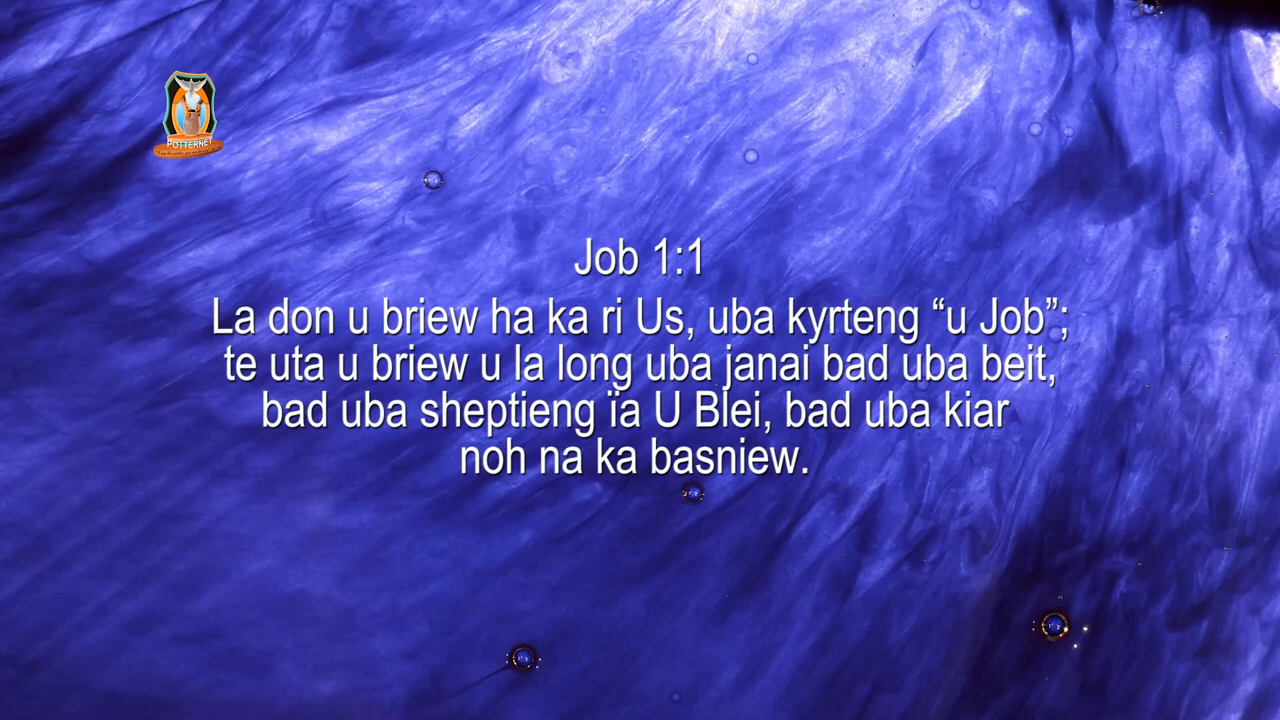 POTTERNET
Job 1:1
La don u briew ha ka ri Us, uba kyrteng “u Job”;
te uta u briew u la long uba janai bad uba beit,
bad uba sheptieng ïa U Blei, bad uba kiar
noh na ka basniew.